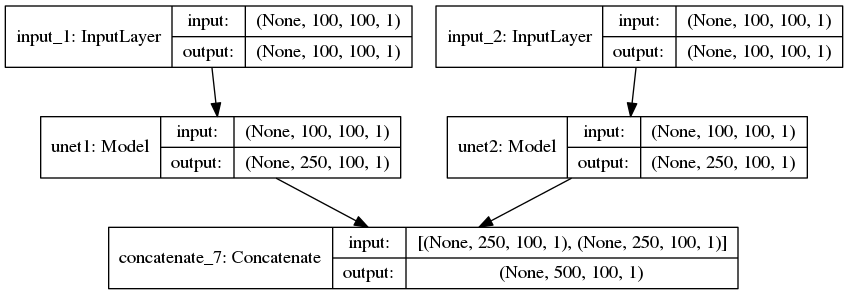 input_1: InputLayer
input: (None, 100, 100, 1)
output: (None, 100, 100, 1)
input_2: InputLayer
input: (None, 100, 100, 1)
output: (None, 100, 100, 1)
unet1: Model
input: (None, 100, 100, 1)
output: (None, 250, 100, 1)
unet2: Model
input: (None, 100, 100, 1)
output: (None, 250, 100, 1)
concatenate_7: Concatenate
input: [(None, 250, 100, 1), (None, 250, 100, 1)]
output: (None, 500, 100, 1)